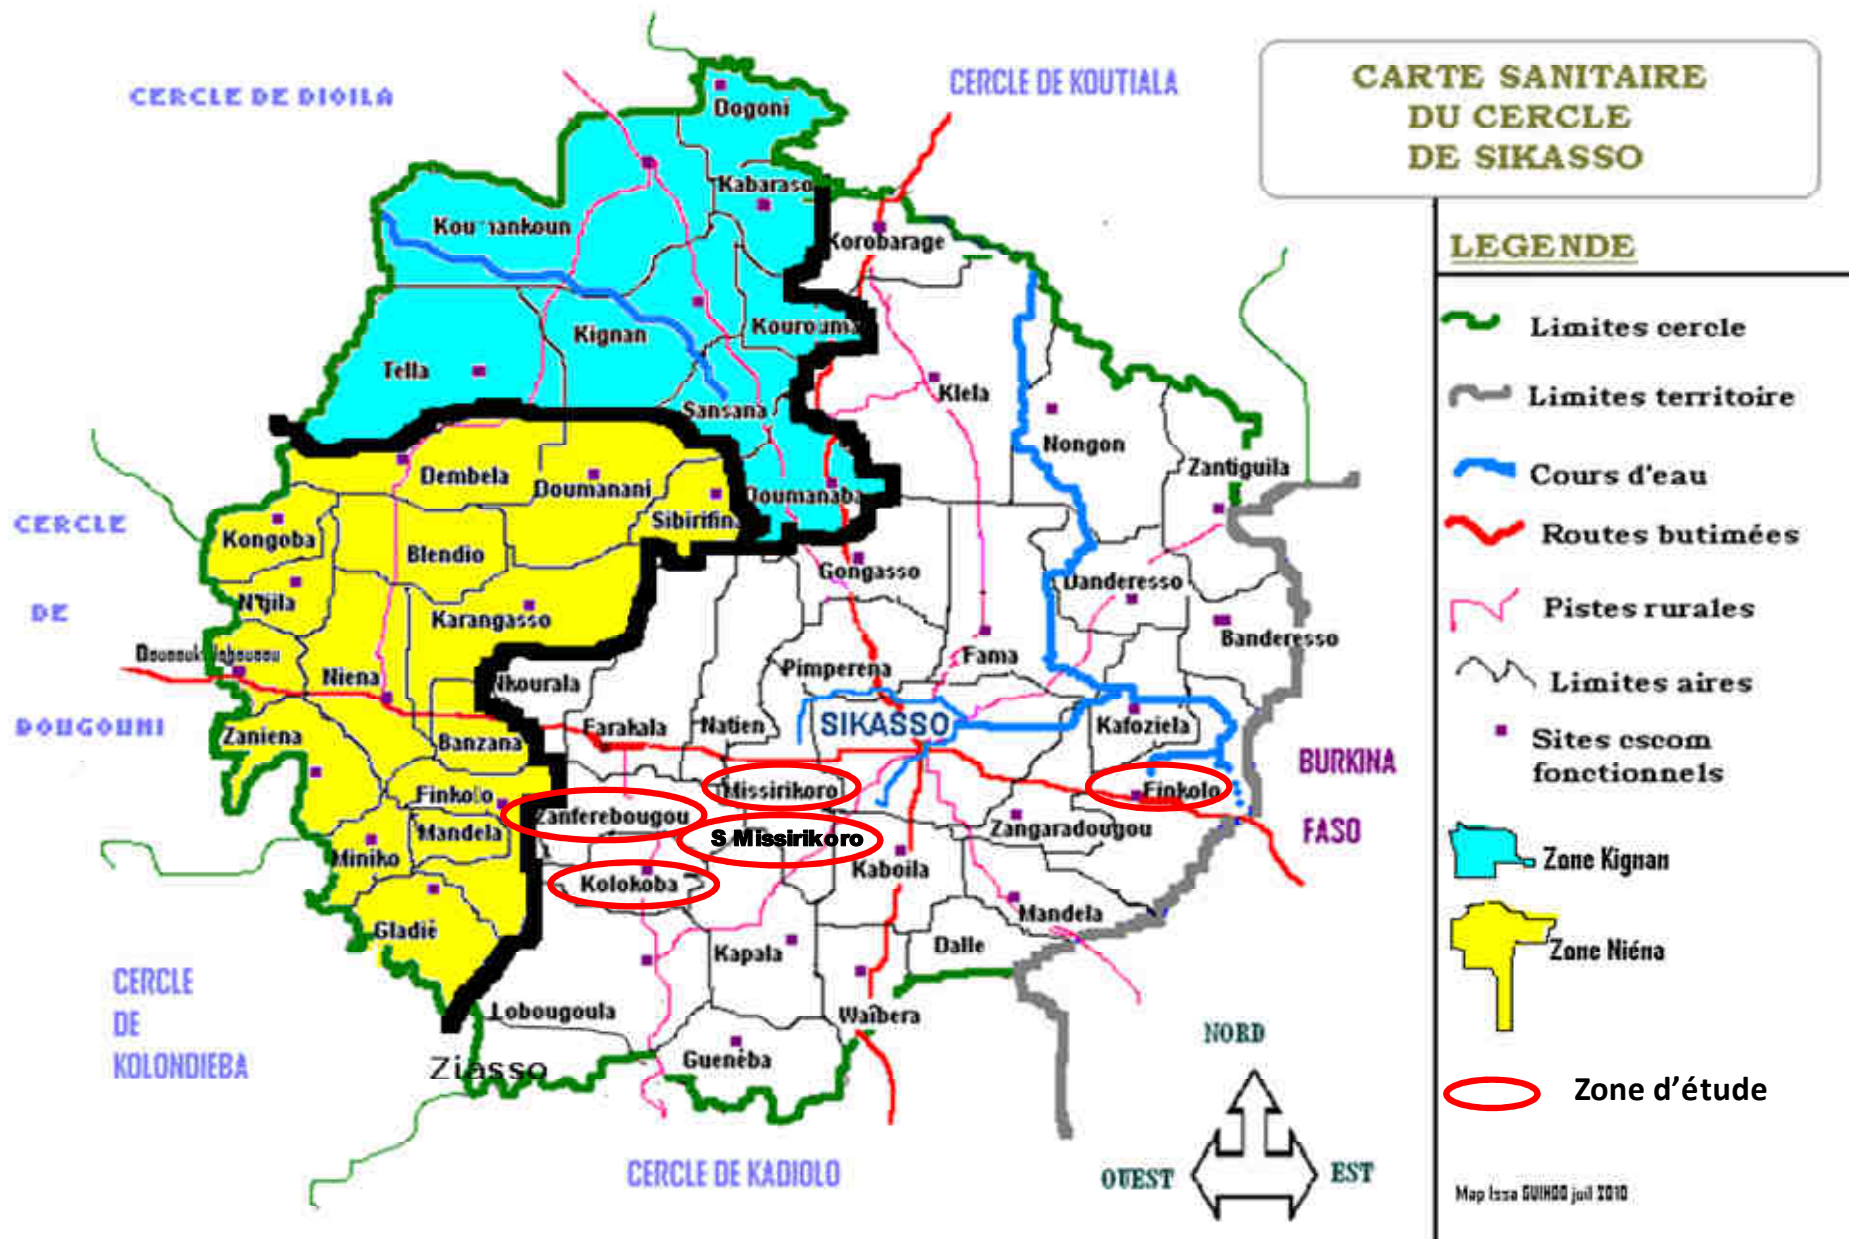 CERCLE DE DIOILA
CERCLE DE KOUTIALA
CARTE SANITAIRE
DU CERCLE
DE SIKASSO
LEGENDE
Limites cercle
Limites territoire
Cours d'eau
Routes butimées
Pistes rurales
Limites aires
Sites cscom
fonctionnels
Zone Kignan
Zone Niéna
Zone d'étude
Map Issa GUINDO juil 2010
Dogoni
Kabaraso
Korobarage
Kignan
Kourouma
Tella
Sansana
Klela
Nongon
Zantiguila
Dembela
Doumanani
Doumanaba
Sibirifina
Kongoba
Blendio
Gongasso
Danderesso
N'tjila
Karangasso
Banderesso
CERCLE
DE
DOUGOUNI
Niena
Nkourala
Pimperena
Fama
Zaniena
Banzana
Farakala
Natien
SIKASSO
Kafoziela
BURKINA
FASO
Finkolo
Missirikoro
Finkolo
Zanferebougou
Mandela
S Missirikoro
Zangaradougou
Miniko
Kolokoba
Kaboila
Mandela
Gladié
Kapala
Dalle
CERCLE
DE
KOLONDIEBA
Lobougoula
Waïbera
Ziasso
Guenéba
NORD
OUEST
EST
CERCLE DE KADIOLO